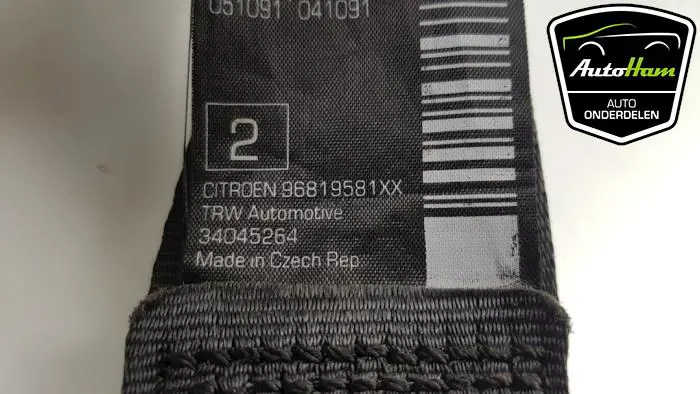 051091 041091
2
CITROEN 96819581XX
TRW Automotive
34045264
Made in Czech Rep
AutoHam
AUTO
ONDERDELEN